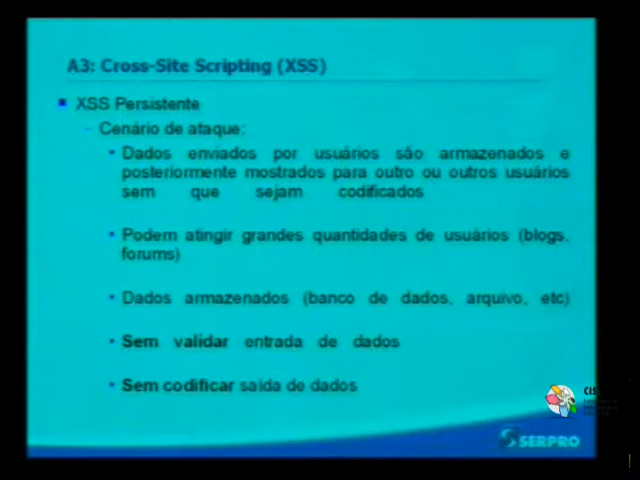 A3: Cross-Site Scripting (XSS)
XSS Persistente
Cenário de ataque:
Dados enviados por usuários são armazenados e
posteriormente mostrados para outro ou outros usuários
sem que sejam codificados
Podem atingir grandes quantidades de usuários (blogs,
forums)
Dados armazenados (banco de dados, arquivo, etc)
Sem validar entrada de dados
Sem codificar saída de dados
SERPRO